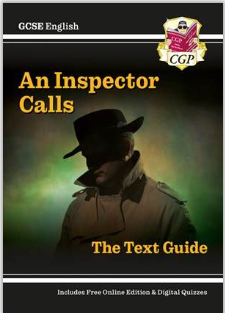 GCSE English
CGP
An Inspector
Calls
The Text Guide
Includes Free Online Edition & Digital Quizzes